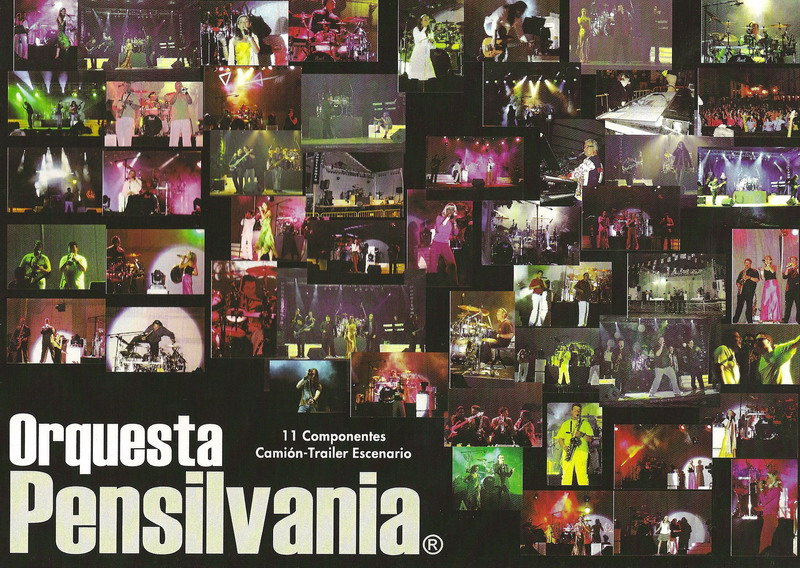 Orquesta
Pensilvania®
11 Componentes
Camión-Trailer Escenario